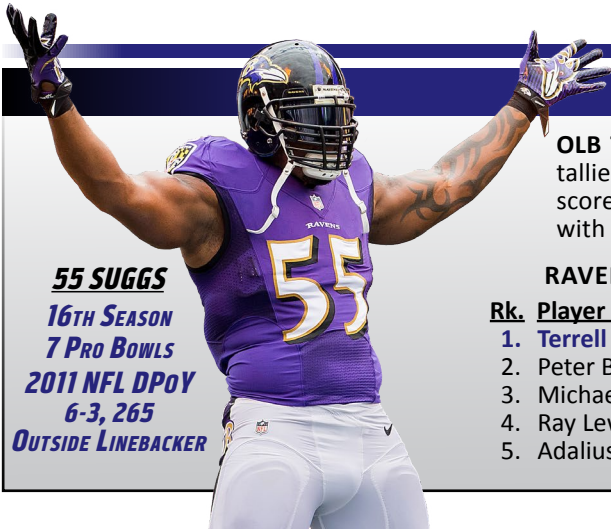 OLB
tallie
score
with
RAVENS
55
55 SUGGS
16TH SEASON
7 PRO BOWLS
2011 NFL DPOY
6-3, 265
OUTSIDE LINEBACKER
RAVE
Rk. Player
1. Terrell
2. Peter B
3. Michae
4. Ray Lew
5. Adalius